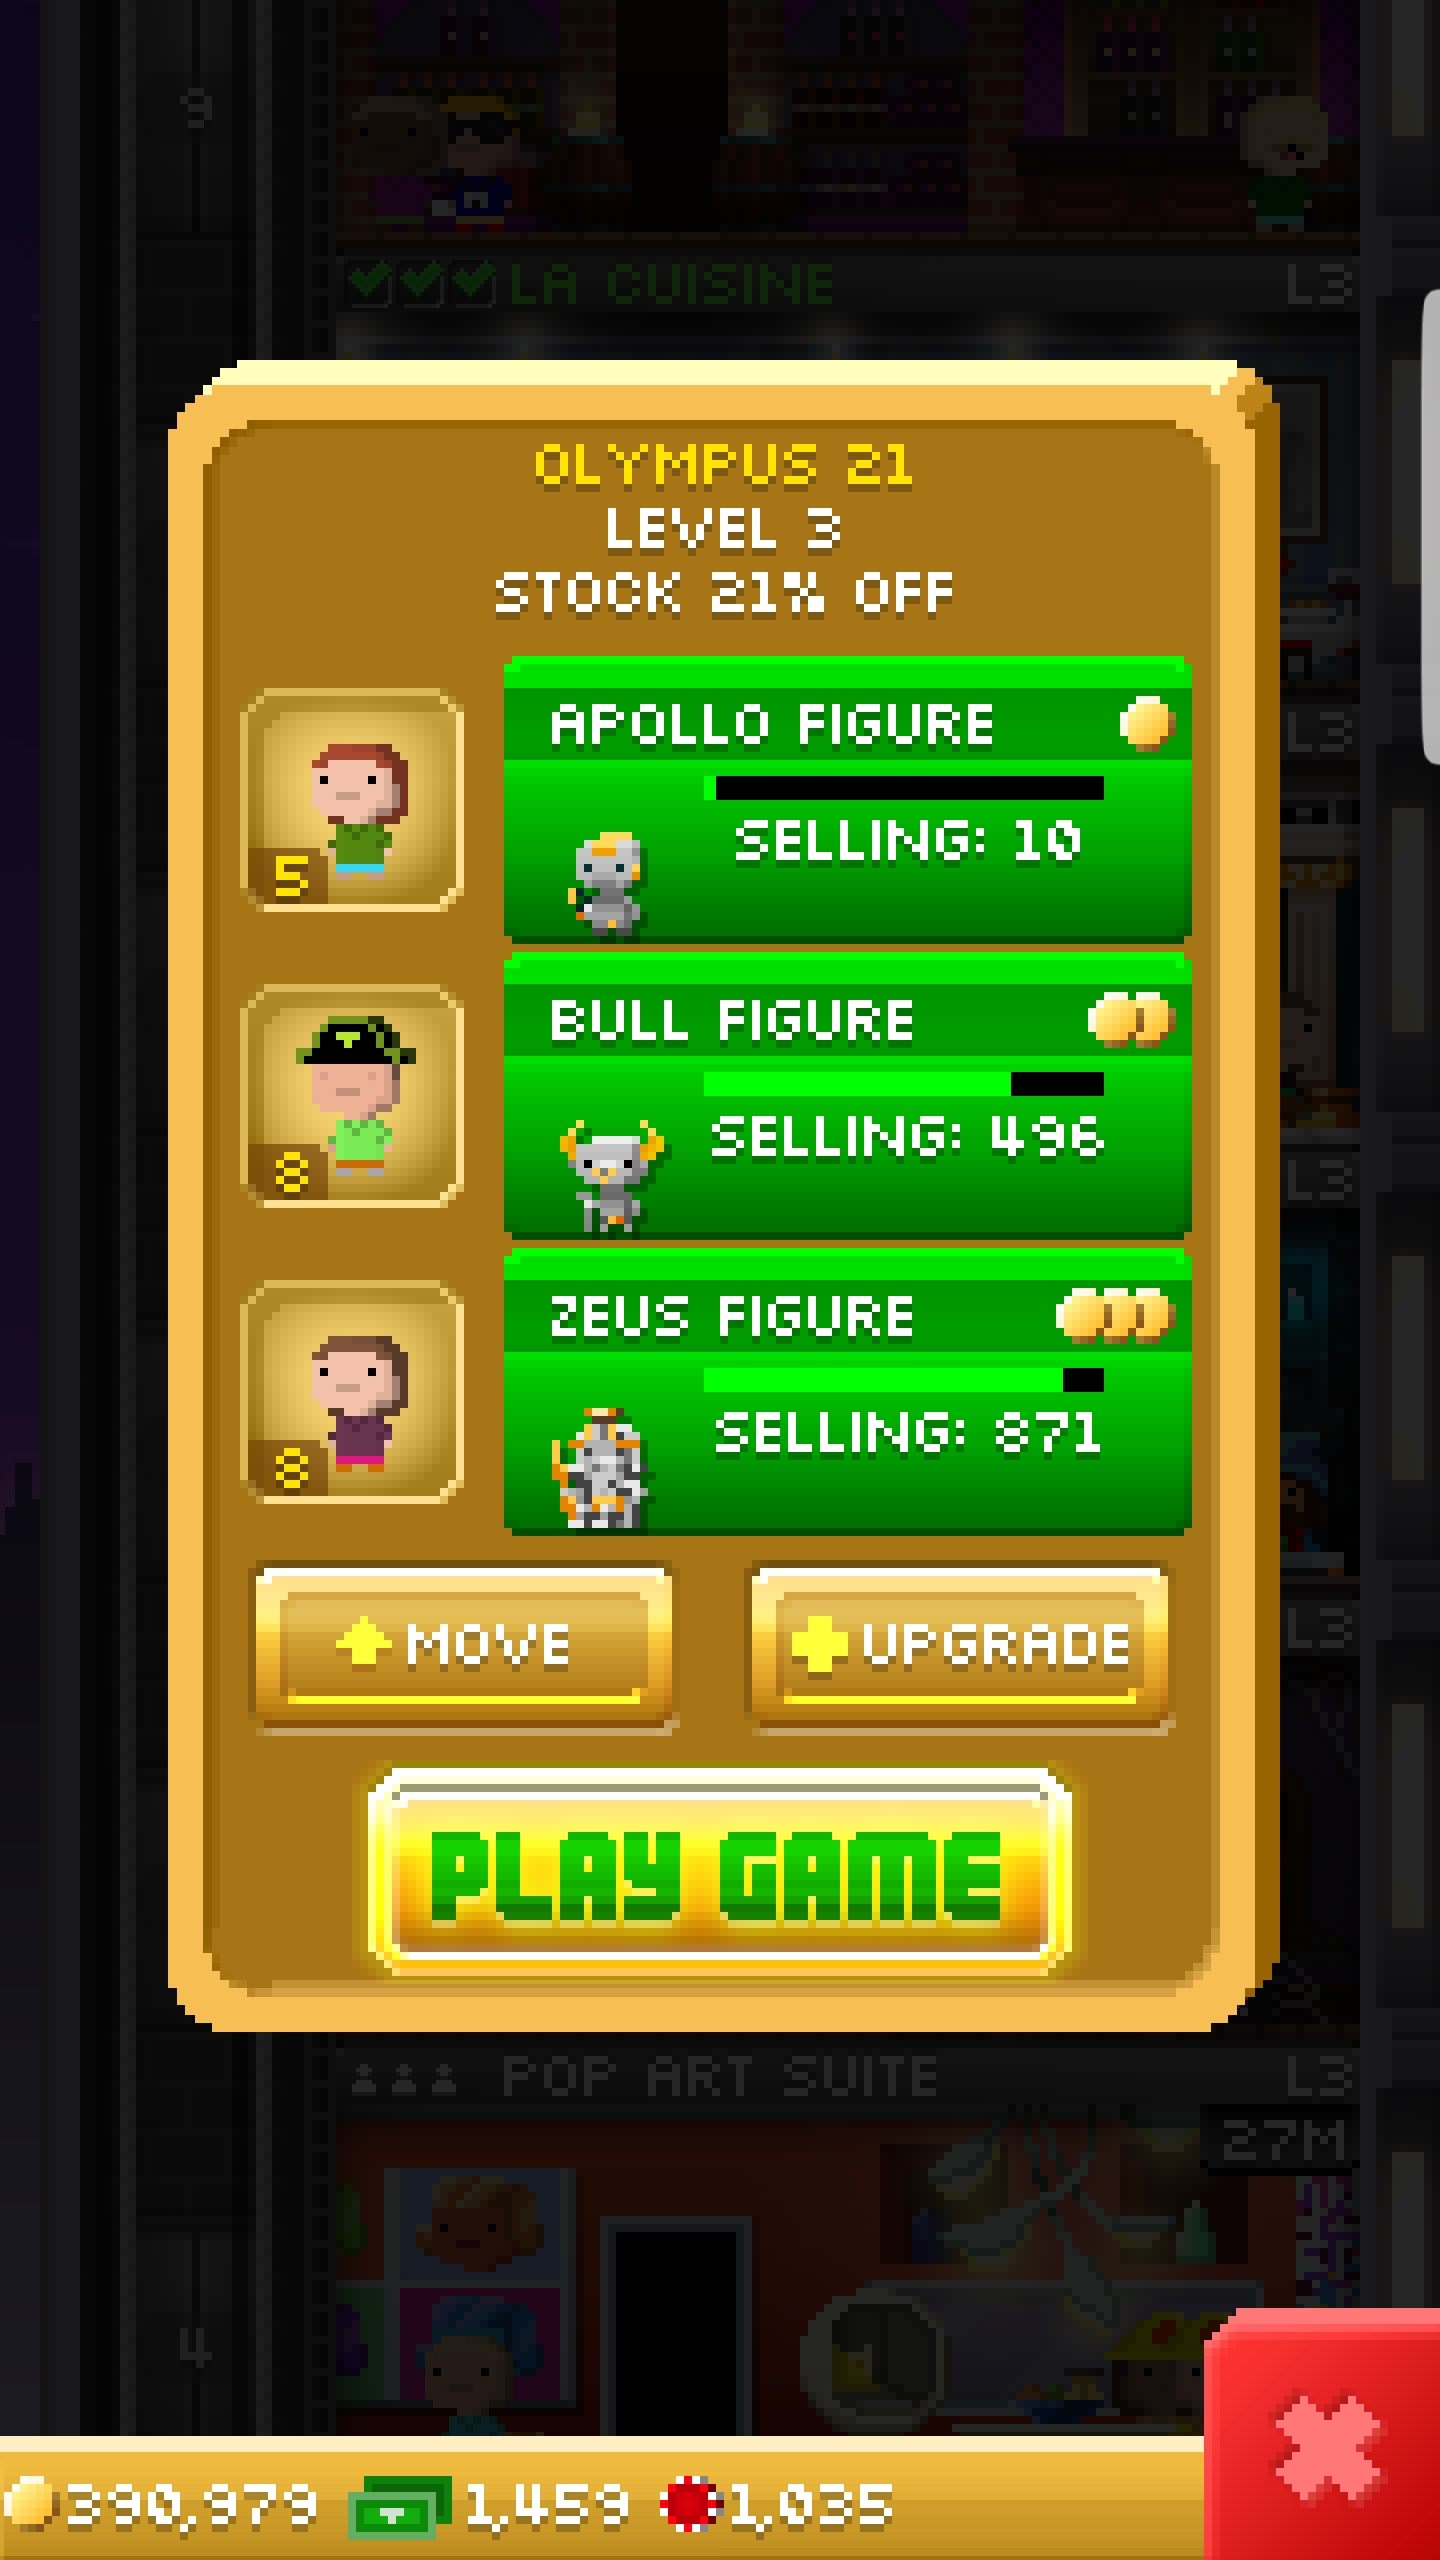 9
LA CUISINE L3
OLYMPUS 21
LEVEL 3
STOCK 21% OFF
APOLLO FIGURE
SELLING: 10
5
L3
BULL FIGURE
SELLING: 496
8
L3
ZEUS FIGURE
SELLING: 871
8
MOVE
UPGRADE
L3
PLAY GAME
POP ART SUITE L3
27M
4
390,979 1,459 1,035